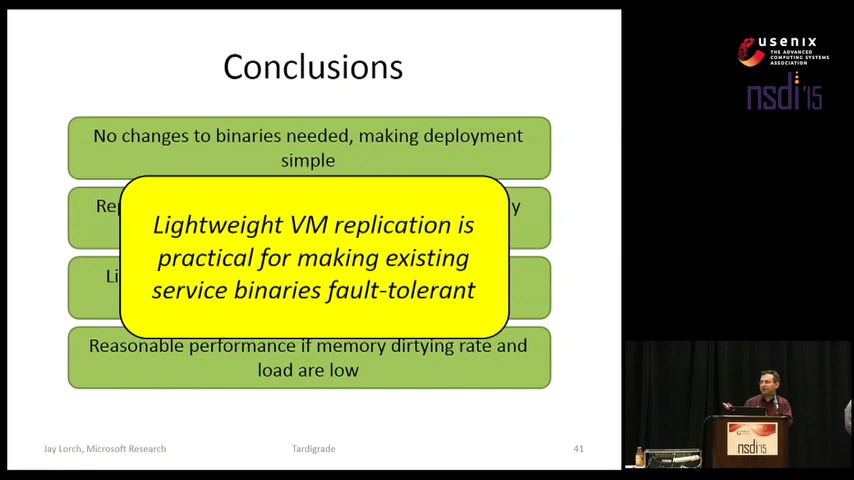 Conclusions
No changes to binaries needed, making deployment
simple
Lightweight VM replication is
practical for making existing
service binaries fault-tolerant
Reasonable performance if memory dirtying rate and
load are low
Jay Lorch, Microsoft Research
Tardigrade
41
usenix
THE ADVANCED
COMPUTING SYSTEMS
ASSOCIATION
nsdi'15
nsdi'15